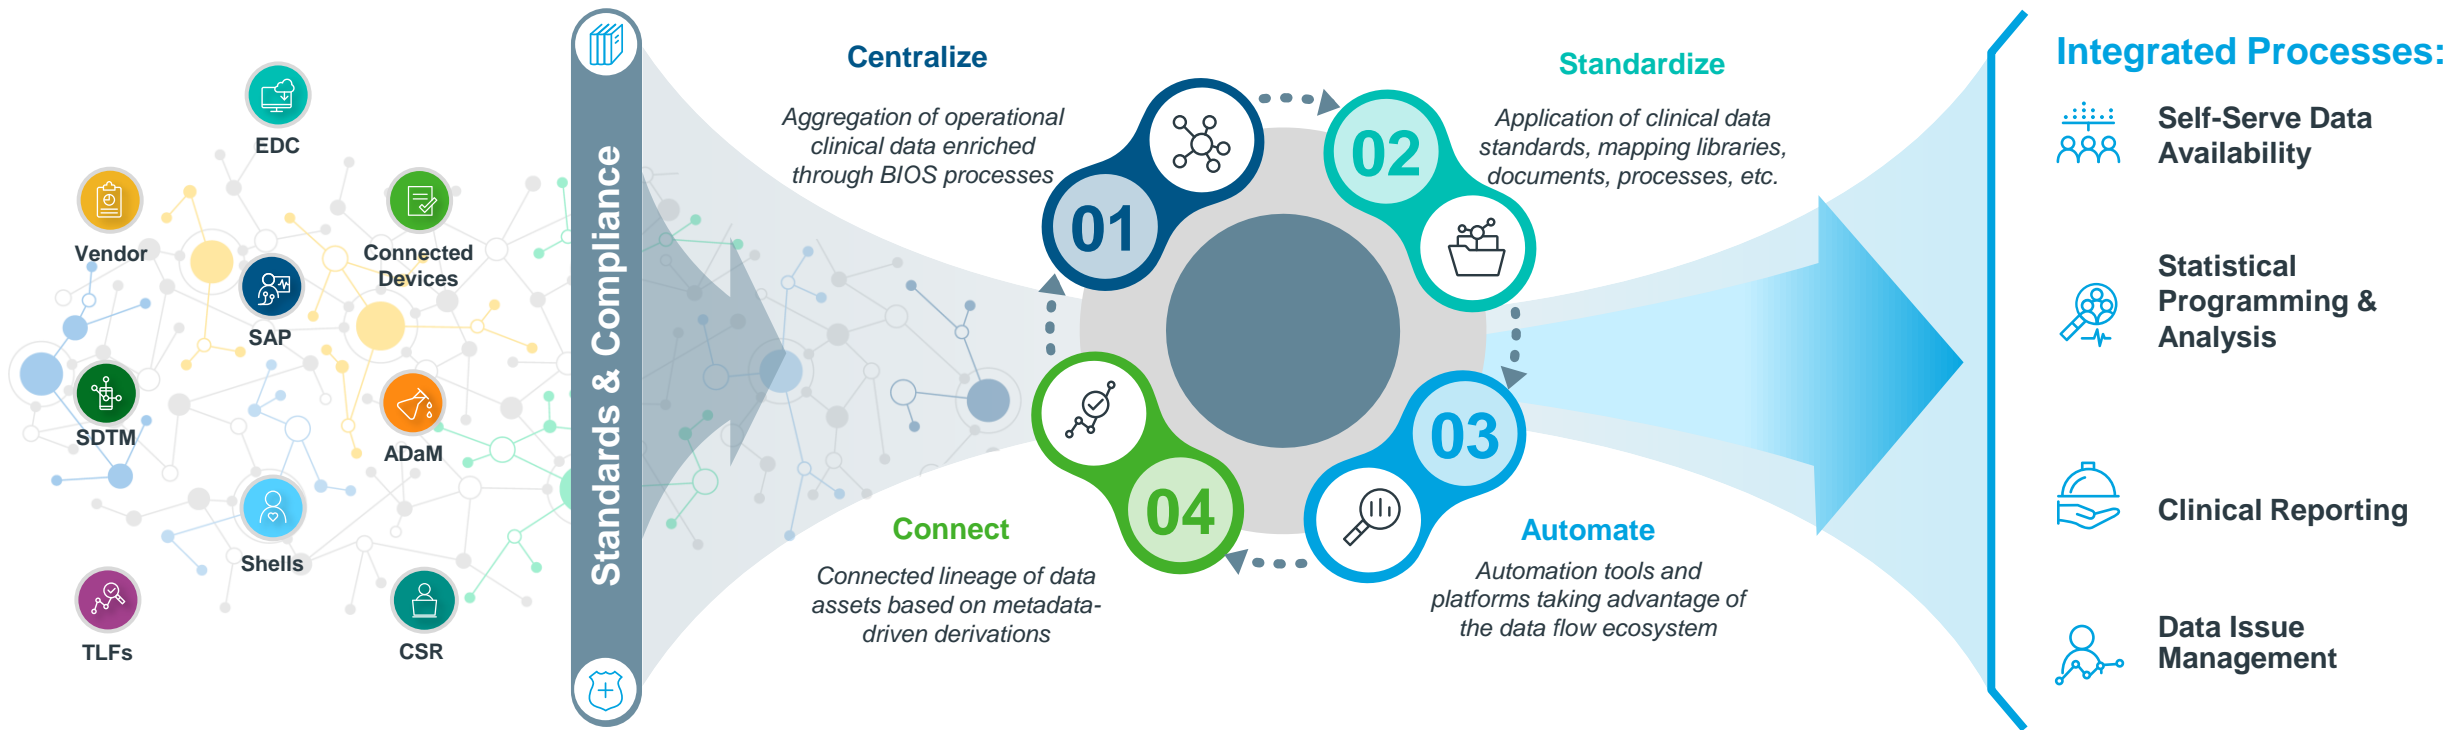 EDC
Vendor
Connected
Devices
SAP
SDTM
ADaM
Shells
TLFs
CSR
Standards & Compliance
Centralize
Aggregation of operational
clinical data enriched
through BIOS processes
01
02
Standardize
Application of clinical data
standards, mapping libraries,
documents, processes, etc.
03
Automate
Automation tools and
platforms taking advantage of
the data flow ecosystem
04
Connect
Connected lineage of data
assets based on metadata-
driven derivations
Integrated Processes:
Self-Serve Data
Availability
Statistical
Programming &
Analysis
Clinical Reporting
Data Issue
Management